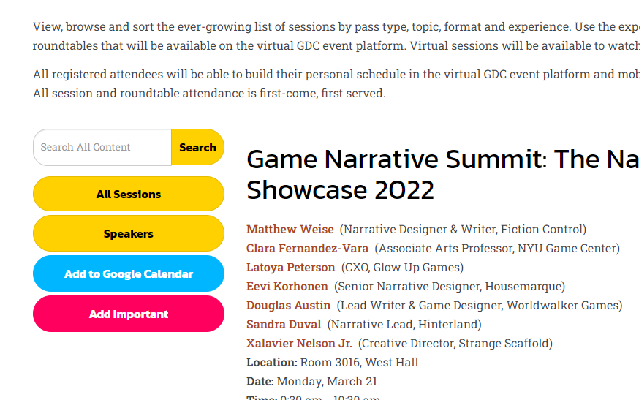 View, browse and sort the ever-growing list of sessions by pass type, topic, format and experience. Use the
roundtables that will be available on the virtual GDC event platform. Virtual sessions will be available to watch
All registered attendees will be able to build their personal schedule in the virtual GDC event platform and
All session and roundtable attendance is first-come, first served.
Search All Content
Search
All Sessions
Speakers
Add to Google Calendar
Add Important
Game Narrative Summit: The
Showcase 2022
Matthew Weise (Narrative Designer & Writer, Fiction Control)
Clara Fernandez-Vara (Associate Arts Professor, NYU Game Center)
Latoya Peterson (CXO, Glow Up Games)
Eevi Korhonen (Senior Narrative Designer, Housemarque)
Douglas Austin (Lead Writer & Game Designer, Worldwalker Games)
Sandra Duval (Narrative Lead, Hinterland)
Xalavier Nelson Jr. (Creative Director, Strange Scaffold)
Location: Room 3016, West Hall
Date: Monday, March 21